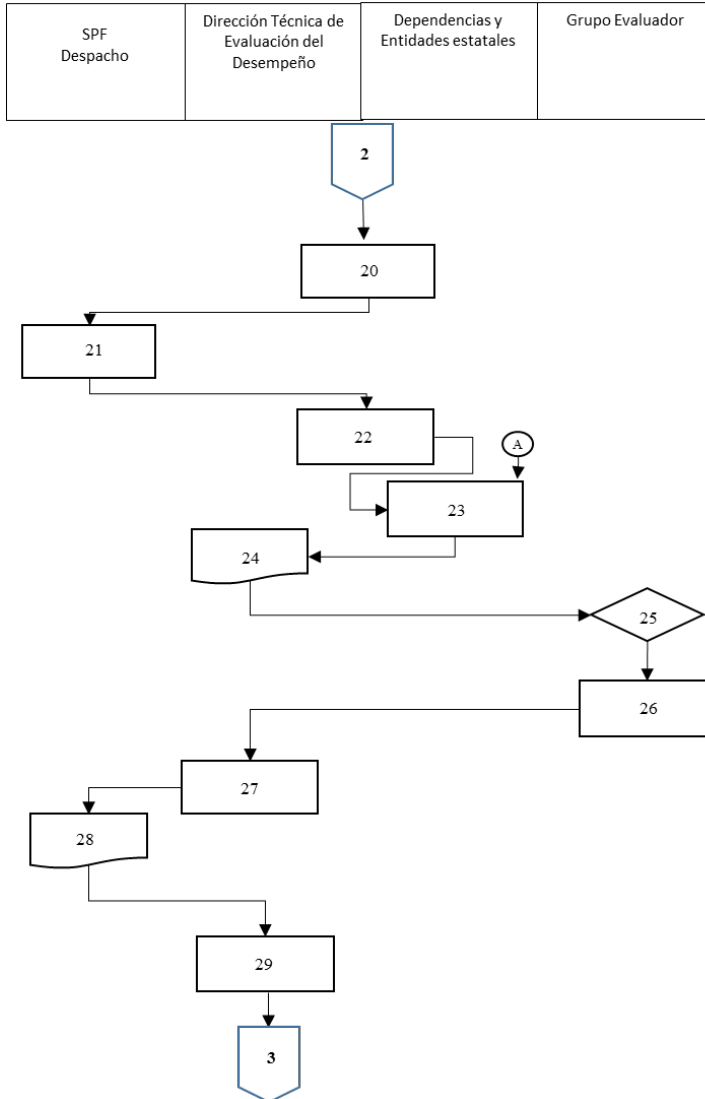 SPF
Despacho
Dirección Técnica de
Evaluación del
Desempeño
Dependencias y
Entidades estatales
Grupo Evaluador
2
20
21
22
A
23
24
25
26
27
28
29
3